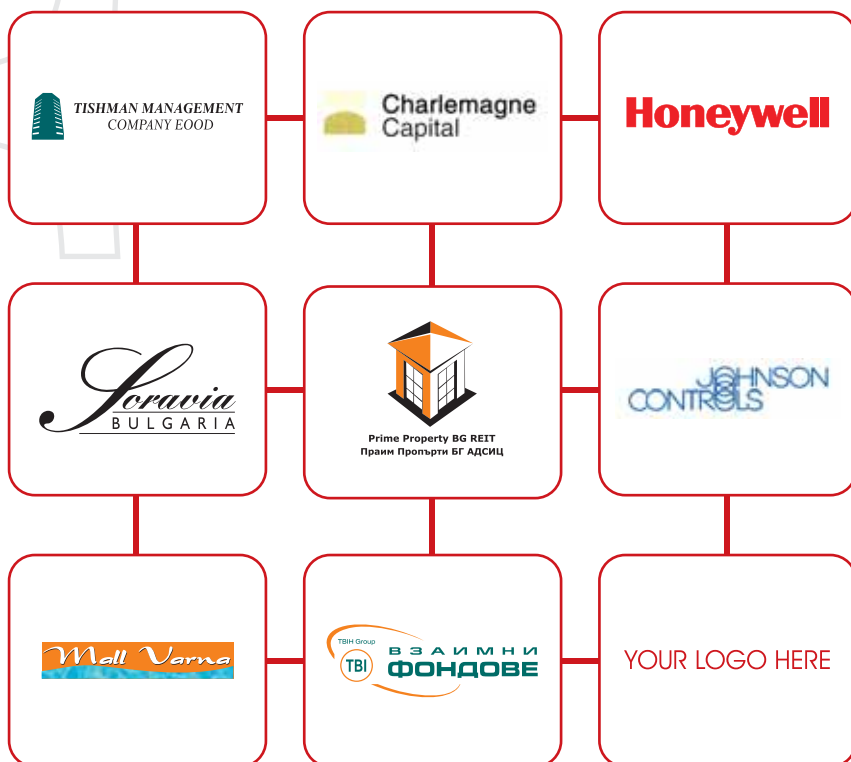 TISHMAN MANAGEMENT
COMPANY EOOD
Charlemagne
Capital
Honeywell
Soravia
BULGARIA
Prime Property BG REIT
Праим Пропърти БГ АДСИЦ
JOHNSON
CONTROLS
Mall Varna
TBIH Group
TBI
ВЗАИМНИ
ФОНДОВЕ
YOUR LOGO HERE